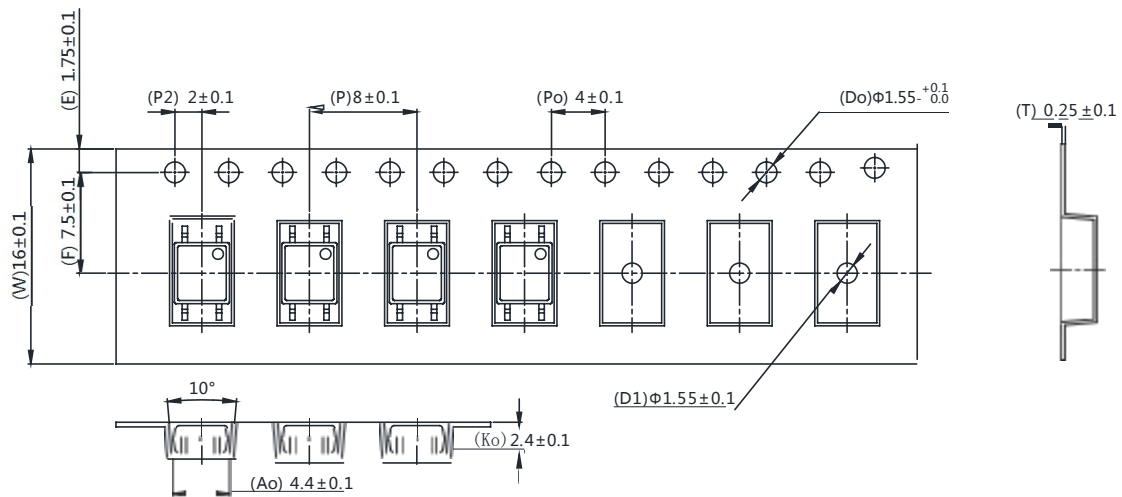 (E) 1.75±0.1
(P2) 2±0.1
(P)8±0.1
(Po) 4±0.1
(Do)Φ1.55- +0.1 0.0
(T) 0.25±0.1
(W)16±0.1
(F) 7.5±0.1
(D1)Φ1.55±0.1
10°
(Ko) 2.4±0.1
(Ao) 4.4±0.1